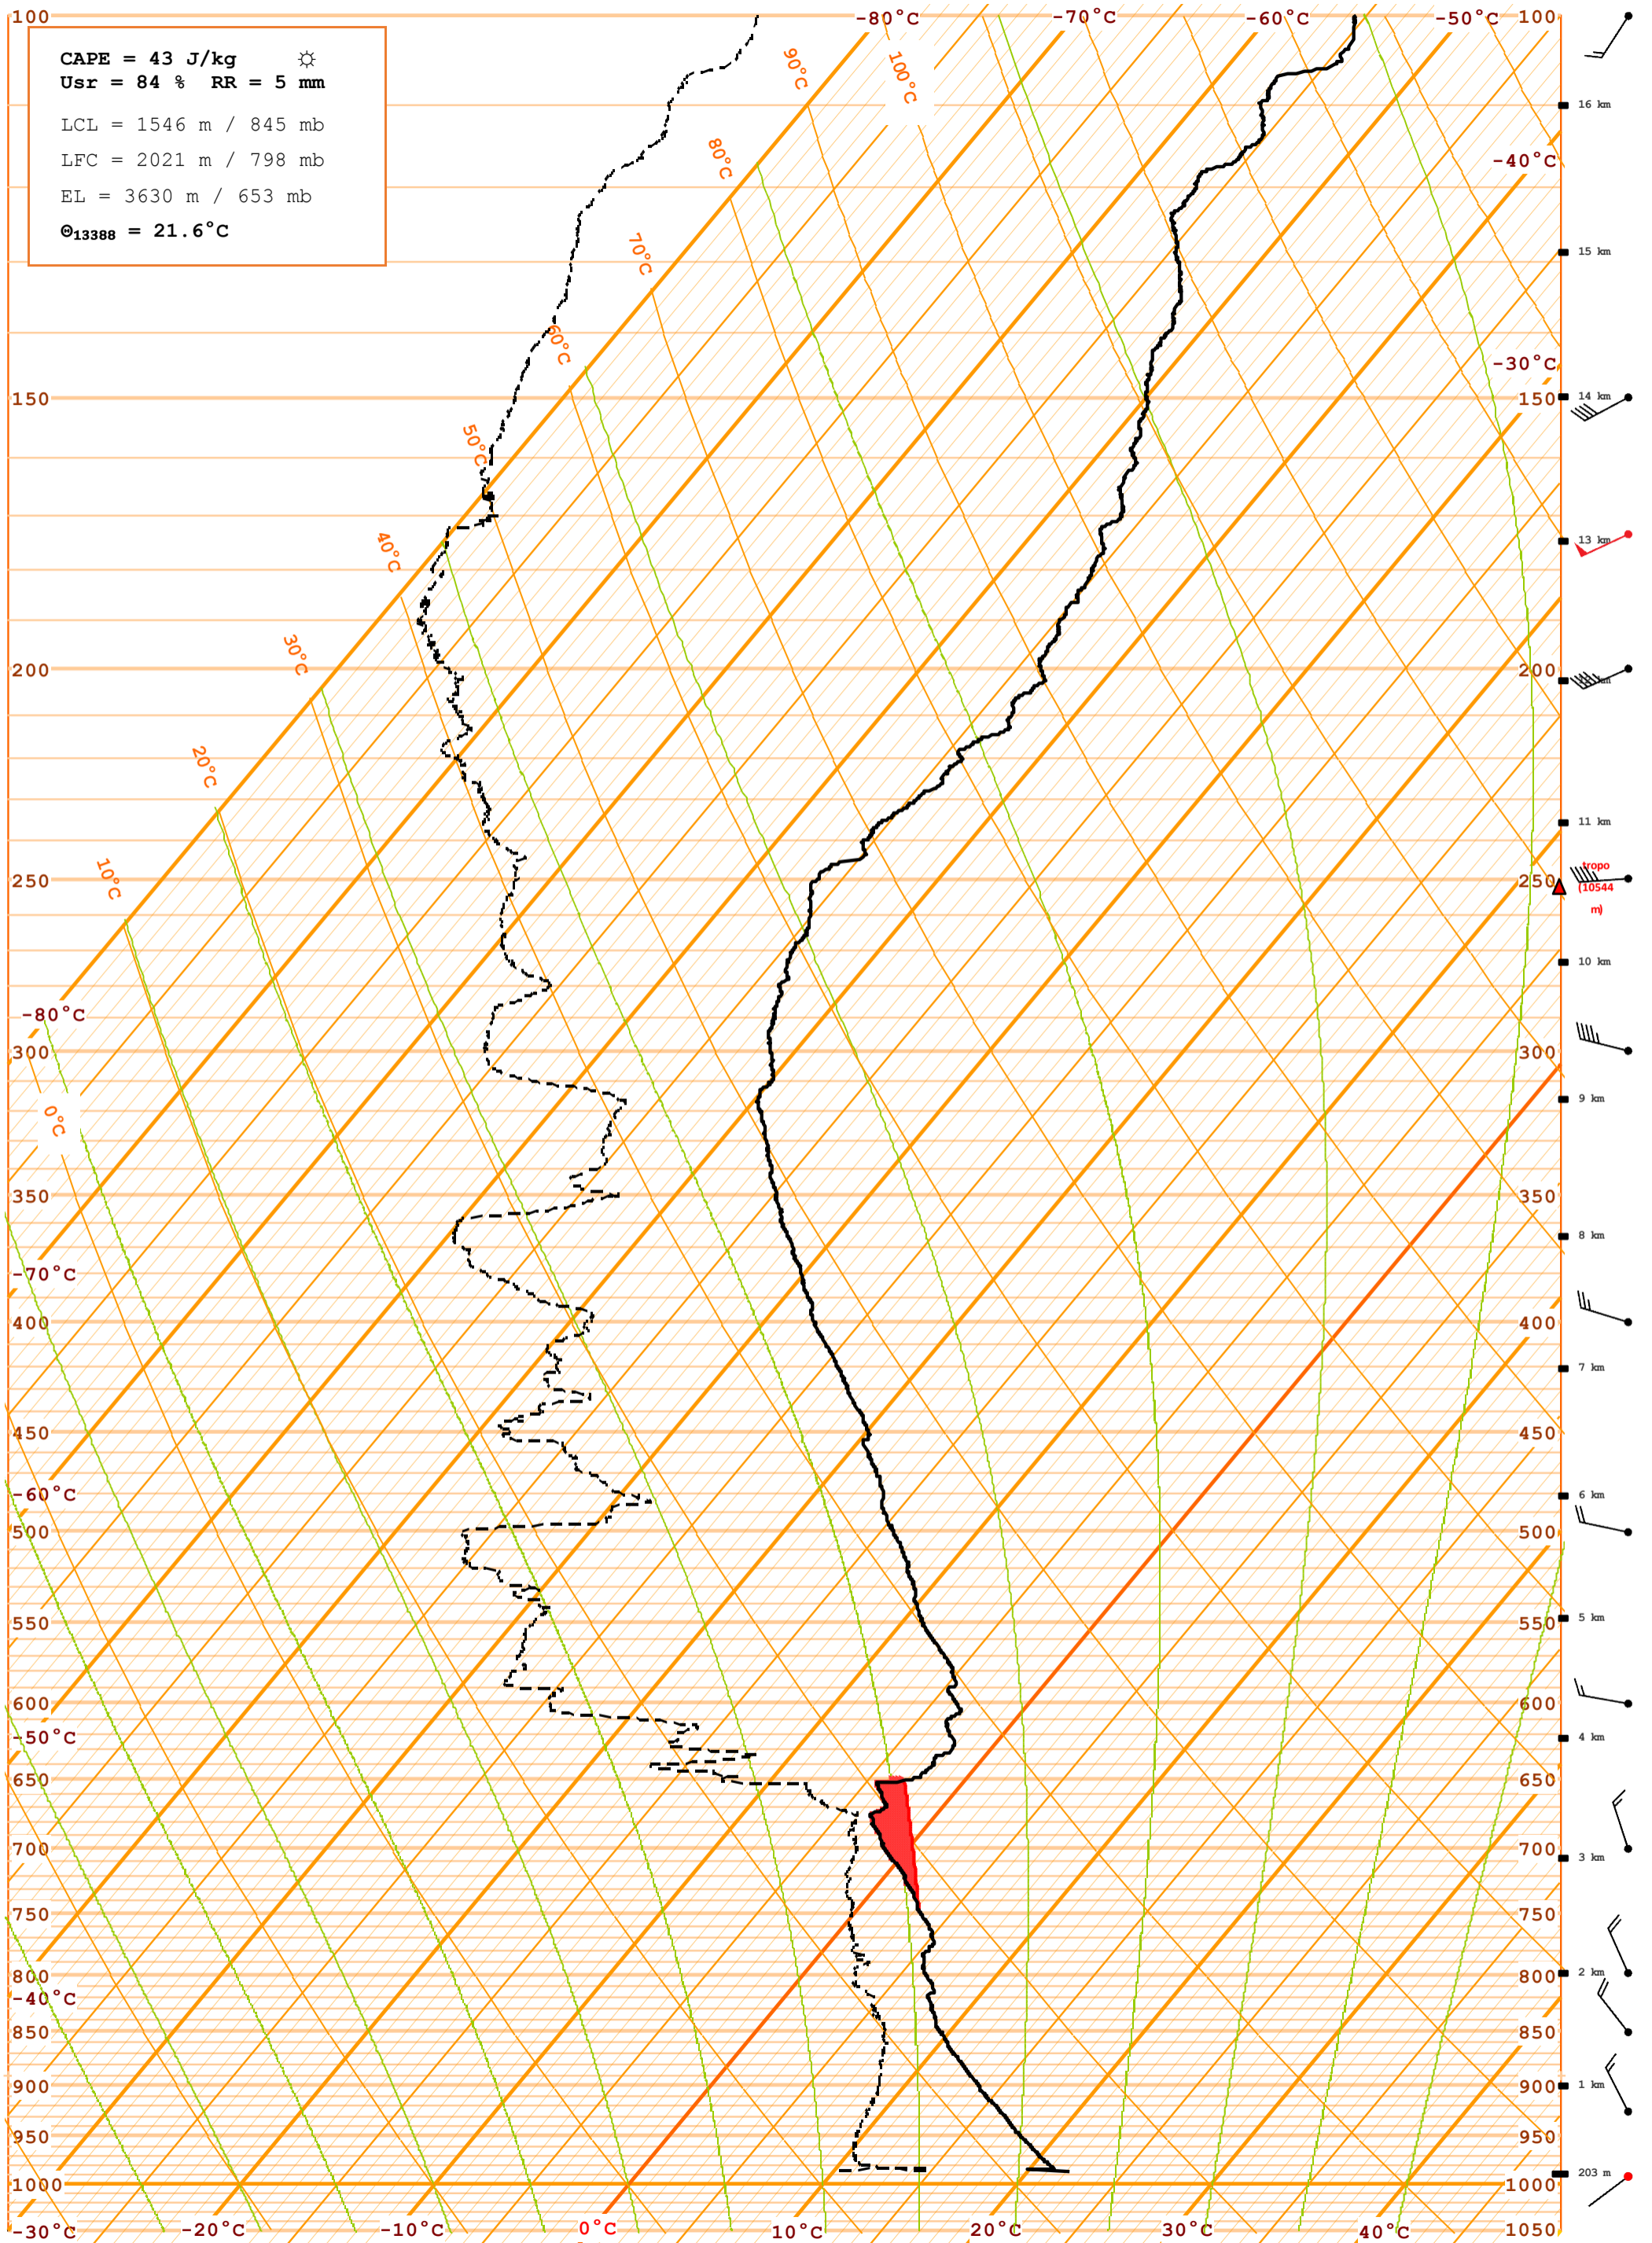 100 -80°C -70°C -60°C -50°C 100
CAPE = 43 J/kg ☼
Usr = 84 % RR = 5 mm
LCL = 1546 m / 845 mb
LFC = 2021 m / 798 mb
EL = 3630 m / 653 mb
Θ13388 = 21.6°C
90°C 100°C
16 km
80°C -40°C
70°C 15 km
60°C -30°C
150 150 14 km
50°C
40°C 13 km
30°C
200 200
20°C
11 km
10°C 250 250
tropo
(10544
m)
10 km
-80°C
300 300
0°C 9 km
350 350
8 km
-70°C
400 400
7 km
450 450
-60°C 6 km
500 500
550 550 5 km
600 600
-50°C 4 km
650 650
700 700 3 km
750 750
800 800 2 km
-40°C
850 850
900 900 1 km
950 950
203 m
1000 1000
-30°C -20°C -10°C 0°C 10°C 20°C 30°C 40°C 1050